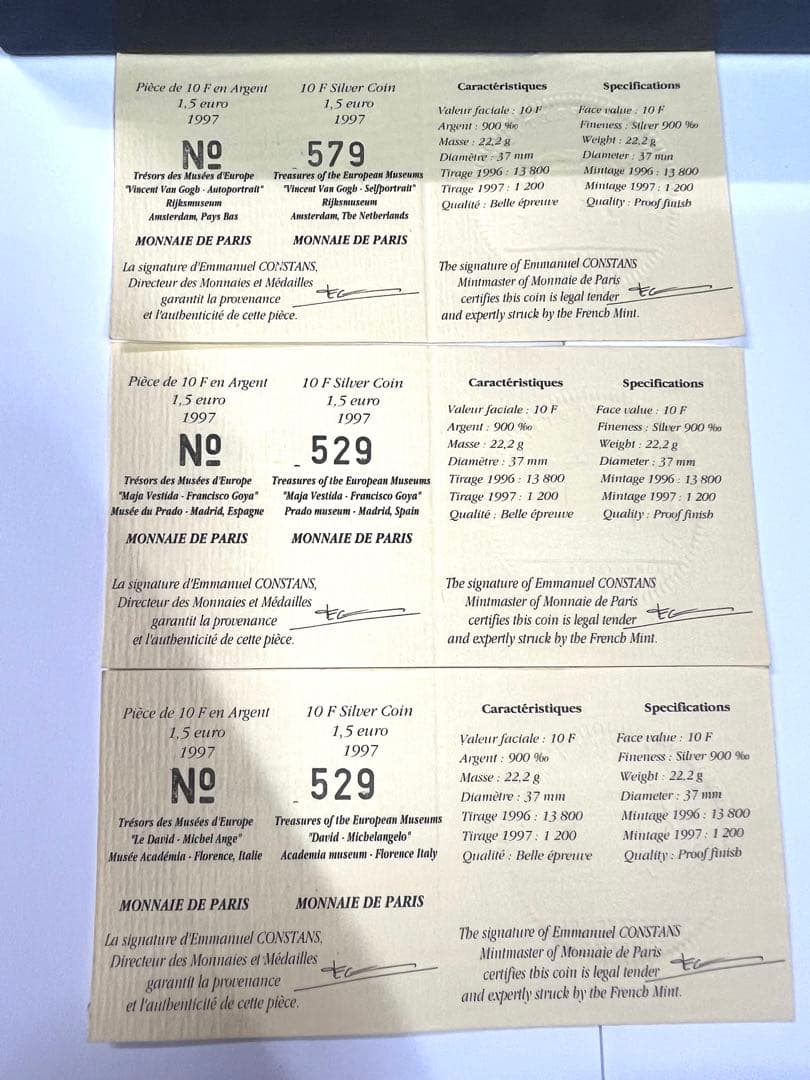 Pièce de 10 F en Argent
1,5 euro
1997
10 F Silver Coin
1,5 euro
1997
Nº 579
Trésors des Musées d'Europe
"Vincent Van Gogh - Autoportrait"
Rijksmuseum
Amsterdam, Pays Bas
Treasures of the European Museums
"Vincent Van Gogh - Selfportrait"
Rijksmuseum
Amsterdam, The Netherlands
MONNAIE DE PARIS
MONNAIE DE PARIS
La signature d'Emmanuel CONSTANS,
Directeur des Monnaies et Médailles
garantit la provenance
et l'authenticité de cette pièce.
Caractéristiques
Valeur faciale : 10 F
Argent : 900 ‰
Masse : 22,2 g
Diamètre : 37 mm
Tirage 1996 : 13 800
Tirage 1997 : 1 200
Qualité : Belle épreuve
Specifications
Face value : 10 F
Fineness : Silver 900 ‰
Weight : 22,2 g
Diameter : 37 mm
Mintage 1996 : 13 800
Mintage 1997 : 1 200
Quality : Proof finish
The signature of Emmanuel CONSTANS
Mintmaster of Monnaie de Paris
certifies this coin is legal tender
and expertly struck by the French Mint.
Pièce de 10 F en Argent
1,5 euro
1997
10 F Silver Coin
1,5 euro
1997
Nº 529
Trésors des Musées d'Europe
"Maja Vestida - Francisco Goya"
Musée du Prado - Madrid, Espagne
Treasures of the European Museums
"Maja Vestida - Francisco Goya"
Prado museum - Madrid, Spain
MONNAIE DE PARIS
MONNAIE DE PARIS
La signature d'Emmanuel CONSTANS,
Directeur des Monnaies et Médailles
garantit la provenance
et l'authenticité de cette pièce.
Caractéristiques
Valeur faciale : 10 F
Argent : 900 ‰
Masse : 22,2 g
Diamètre : 37 mm
Tirage 1996 : 13 800
Tirage 1997 : 1 200
Qualité : Belle épreuve
Specifications
Face value : 10 F
Fineness : Silver 900 ‰
Weight : 22,2 g
Diameter : 37 mm
Mintage 1996 : 13 800
Mintage 1997 : 1 200
Quality : Proof finish
The signature of Emmanuel CONSTANS
Mintmaster of Monnaie de Paris
certifies this coin is legal tender
and expertly struck by the French Mint.
Pièce de 10 F en Argent
1,5 euro
1997
10 F Silver Coin
1,5 euro
1997
Nº 529
Trésors des Musées d'Europe
"Le David - Michel Ange"
Musée Académia - Florence, Italie
Treasures of the European Museums
"David - Michelangelo"
Academia museum - Florence Italy
MONNAIE DE PARIS
MONNAIE DE PARIS
La signature d'Emmanuel CONSTANS,
Directeur des Monnaies et Médailles
garantit la provenance
et l'authenticité de cette pièce.
Caractéristiques
Valeur faciale : 10 F
Argent : 900 ‰
Masse : 22,2 g
Diamètre : 37 mm
Tirage 1996 : 13 800
Tirage 1997 : 1 200
Qualité : Belle épreuve
Specifications
Face value : 10 F
Fineness : Silver 900 ‰
Weight : 22,2 g
Diameter : 37 mm
Mintage 1996 : 13 800
Mintage 1997 : 1 200
Quality : Proof finish
The signature of Emmanuel CONSTANS
Mintmaster of Monnaie de Paris
certifies this coin is legal tender
and expertly struck by the French Mint.